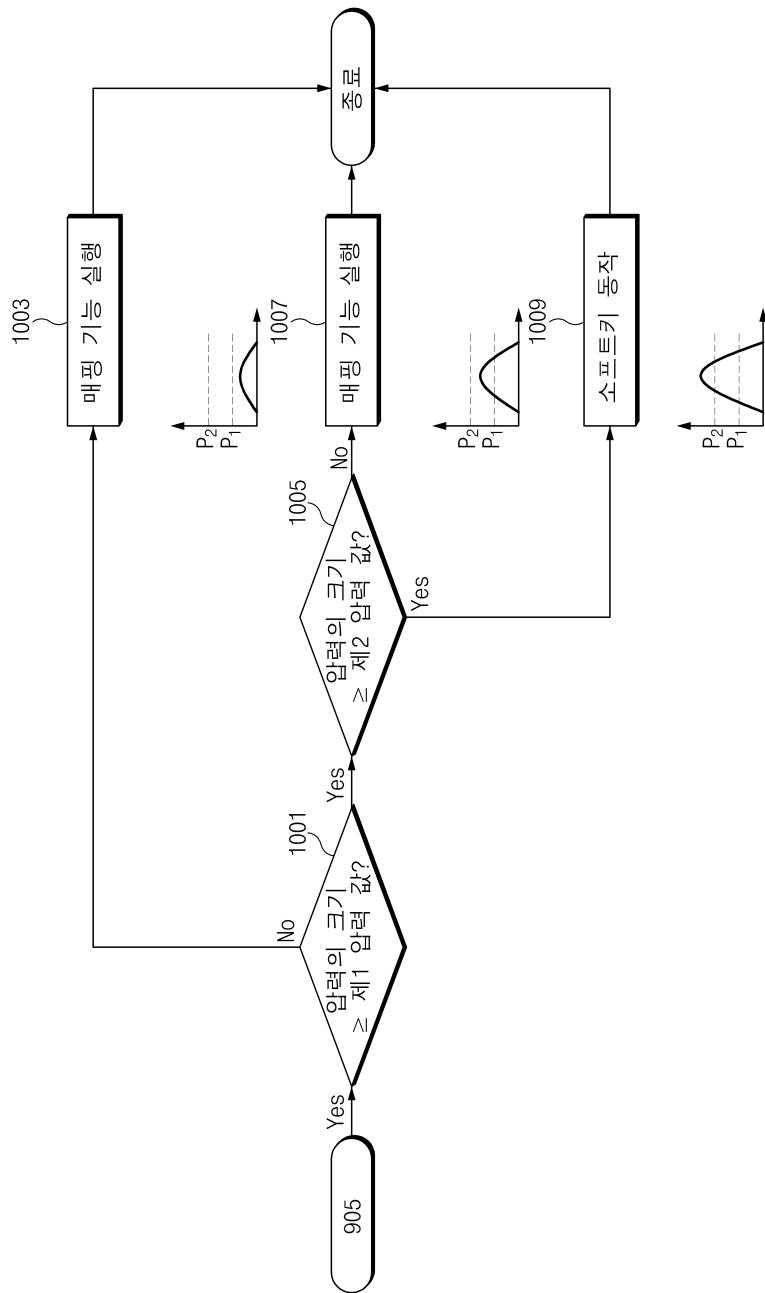 905
Yes
1001
압력의 크기
≥ 제1 압력 값?
No
Yes
1005
압력의 크기
≥ 제2 압력 값?
No
Yes
1003
매핑 기능 실행
P2
P1
1007
매핑 기능 실행
P2
P1
1009
소프트키 동작
P2
P1
종료